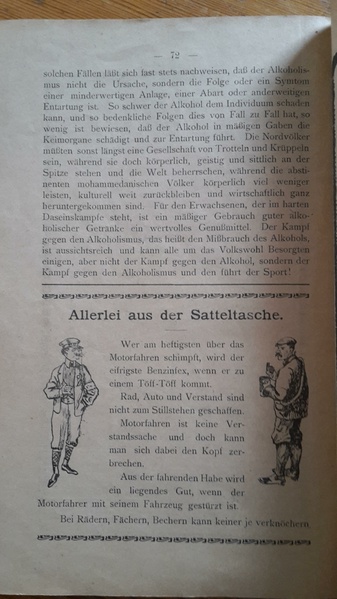 — 72 —
solchen Fällen läßt sich fast stets nachweisen, daß der Alkoholis-
mus nicht die Ursache, sondern die Folge oder ein Symtom
einer minderwertigen Anlage, einer Abart oder anderweitigen
Entartung ist. So schwer der Alkohol dem Individuum schaden
kann, und so bedenkliche Folgen dies von Fall zu Fall hat, so
wenig ist bewiesen, daß der Alkohol in mäßigen Gaben die
Keimorgane schädigt und zur Entartung führt. Die Nordvölker
müßten sonst längst eine Gesellschaft von Trotteln und Krüppeln
sein, während sie doch körperlich, geistig und sittlich an der
Spitze stehen und die Welt beherrschen, während die absti-
nenten mohammedanischen Völker körperlich viel weniger
leisten, kulturell weit zurückbleiben und wirtschaftlich ganz
heruntergekommen sind. Für den Erwachsenen, der im harten
Daseinskampfe steht, ist ein mäßiger Gebrauch guter alko-
holischer Getränke ein wertvolles Genußmittel. Der Kampf
gegen den Alkoholismus, das heißt den Mißbrauch des Alkohols,
ist aussichtsreich und kann alle um das Volkswohl Besorgten
einigen, aber nicht der Kampf gegen den Alkohol, sondern der
Kampf gegen den Alkoholismus und den führt der Sport!
Allerlei aus der Satteltasche.
Wer am heftigsten über das
Motorfahren schimpft, wird der
eifrigste Benzinfex, wenn er zu
einem Töff-Töff kommt.
Rad, Auto und Verstand sind
nicht zum Stillstehen geschaffen.
Motorfahren ist keine Ver-
standssache und doch kann
man sich dabei den Kopf zer-
brechen.
Aus der fahrenden Habe wird
ein liegendes Gut, wenn der
Motorfahrer mit seinem Fahrzeug gestürzt ist.
Bei Rädern, Fächern, Bechern kann keiner je verknöchern.